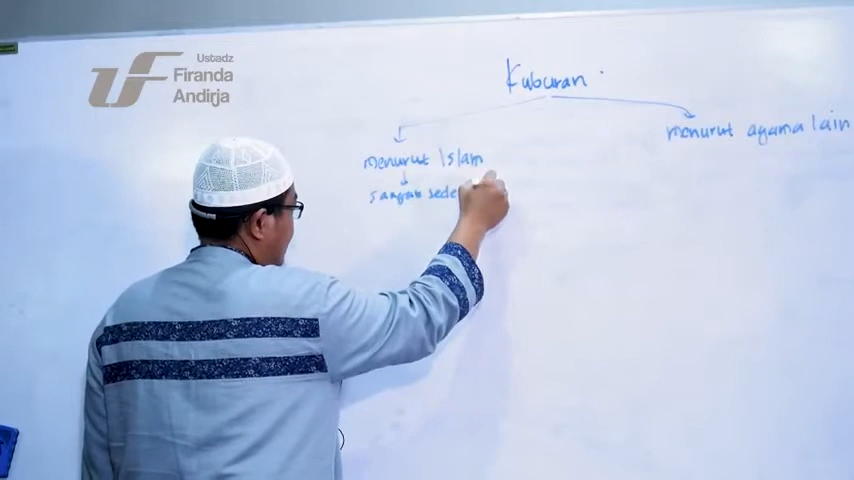 Ustadz
Firanda
Andirja
Kuburan
menurut Islam
menurut agama lain
sangat sede